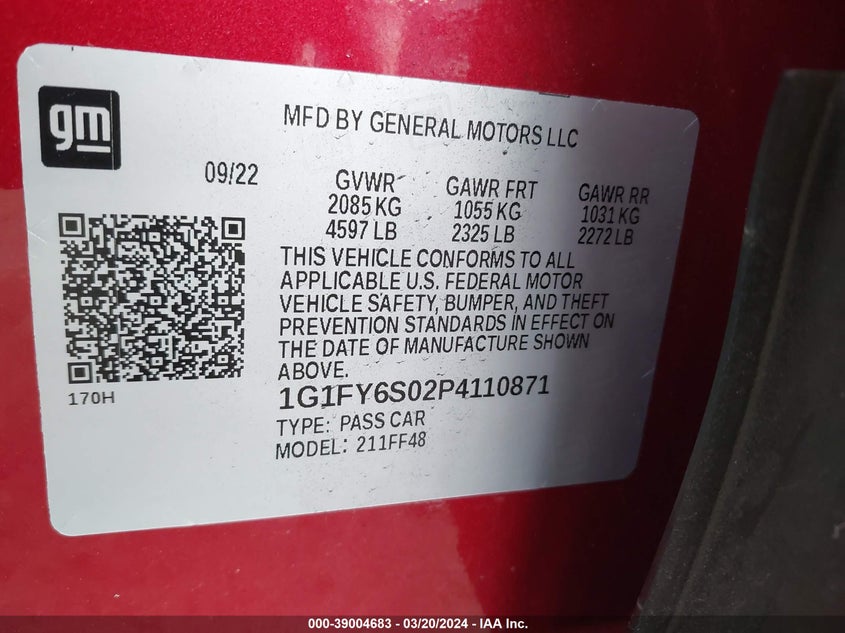 gm
MFD BY GENERAL MOTORS LLC
09/22
GVWR GAWR FRT GAWR RR
2085 KG 1055 KG 1031 KG
4597 LB 2325 LB 2272 LB
THIS VEHICLE CONFORMS TO ALL
APPLICABLE U.S. FEDERAL MOTOR
VEHICLE SAFETY, BUMPER, AND THEFT
PREVENTION STANDARDS IN EFFECT ON
THE DATE OF MANUFACTURE SHOWN
ABOVE.
170H
1G1FY6S02P4110871
TYPE: PASS CAR
MODEL: 211FF48
000-39004683 - 03/20/2024 - IAA Inc.